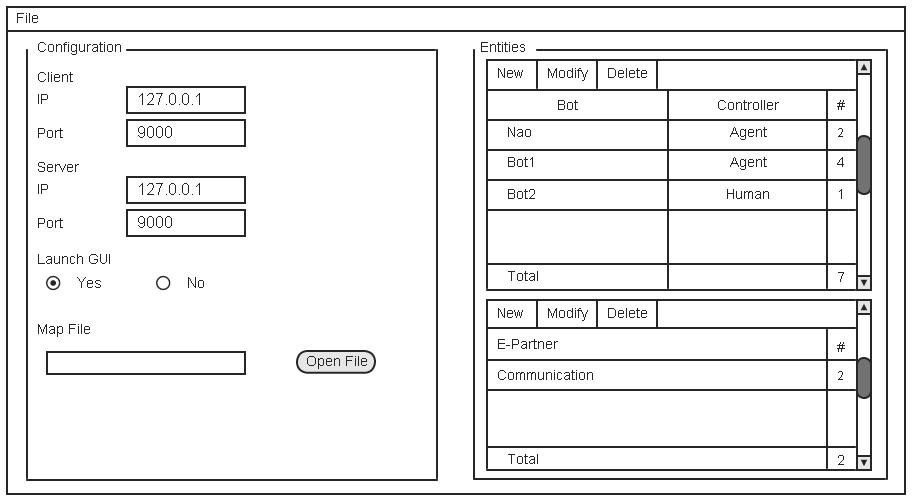 File
Configuration
Client
IP 127.0.0.1
Port 9000
Server
IP 127.0.0.1
Port 9000
Launch GUI
Yes No
Map File
Open File
Entities
New Modify Delete
Bot Controller #
Nao Agent 2
Bot1 Agent 4
Bot2 Human 1
Total 7
New Modify Delete
E-Partner #
Communication 2
Total 2